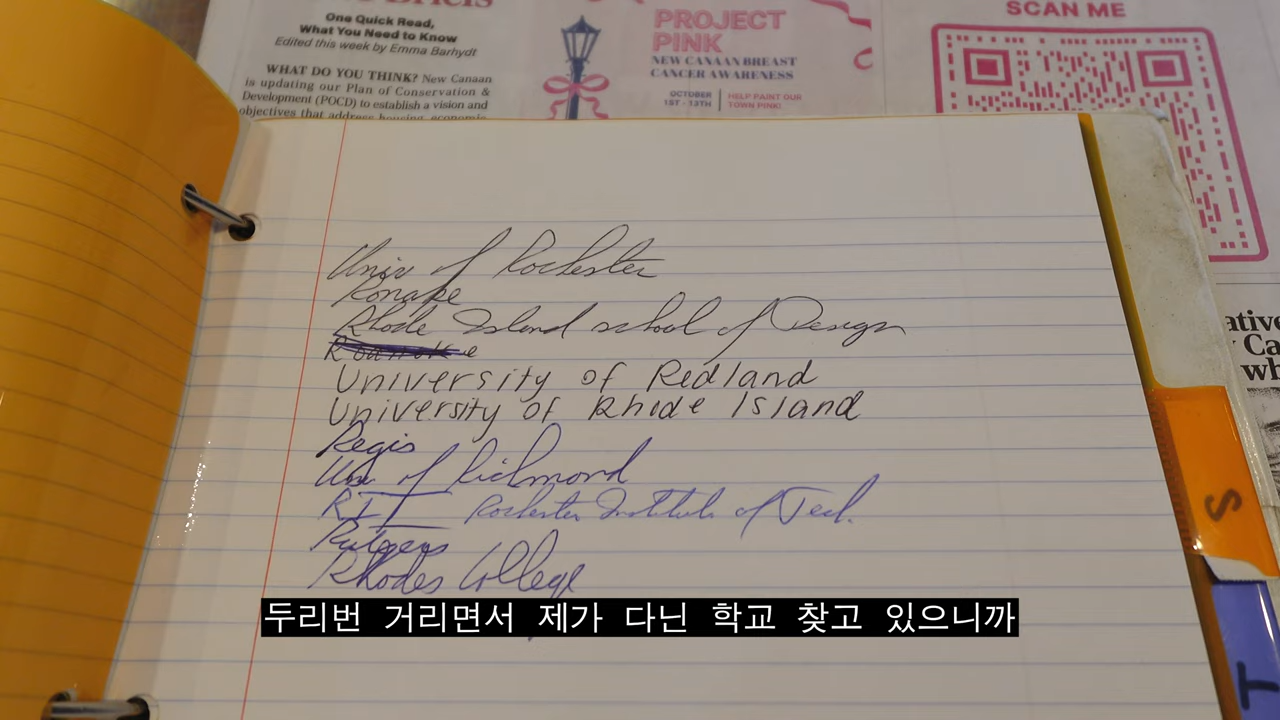 One Quick Read,
What You Need to Know
Edited this week by Emma Barhydt
WHAT DO YOU THINK? New Canaan
is updating our Plan of Conservation &
Development (POCD) to establish a vision and
objectives that address housing, economic
PROJECT
PINK
NEW CANAAN BREAST
CANCER AWARENESS
OCTOBER
1ST - 13TH
HELP PAINT OUR
TOWN PINK!
SCAN ME
Univ of Rochester
Ronake
Rhode Island school of Design
Roanoke
University of Redland
University of Rhode Island
Regis
Univ of Richmond
RIT Rochester Institute of Tech.
Rutgers
Rhodes College
S
T
두리번 거리면서 제가 다닌 학교 찾고 있으니까